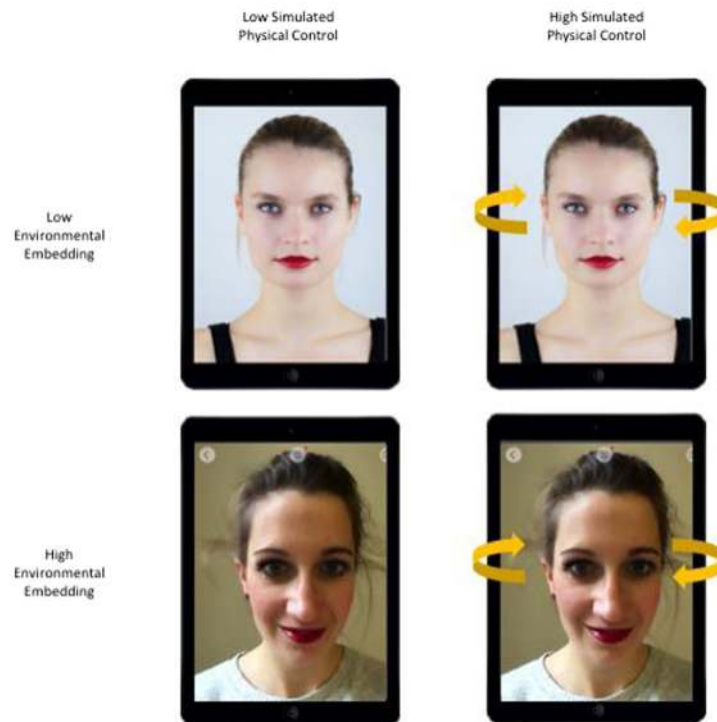 Low Simulated
Physical Control
High Simulated
Physical Control
Low
Environmental
Embedding
High
Environmental
Embedding